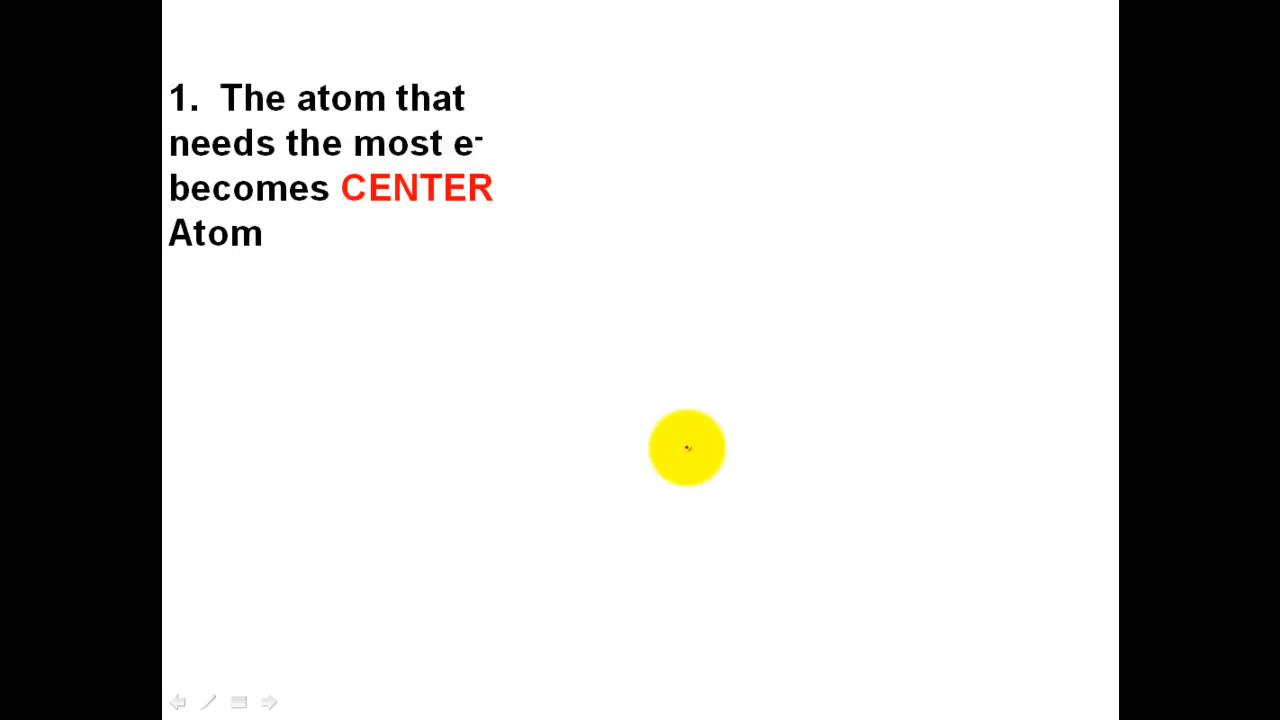 1.  The atom that
needs the most e-
becomes CENTER
Atom